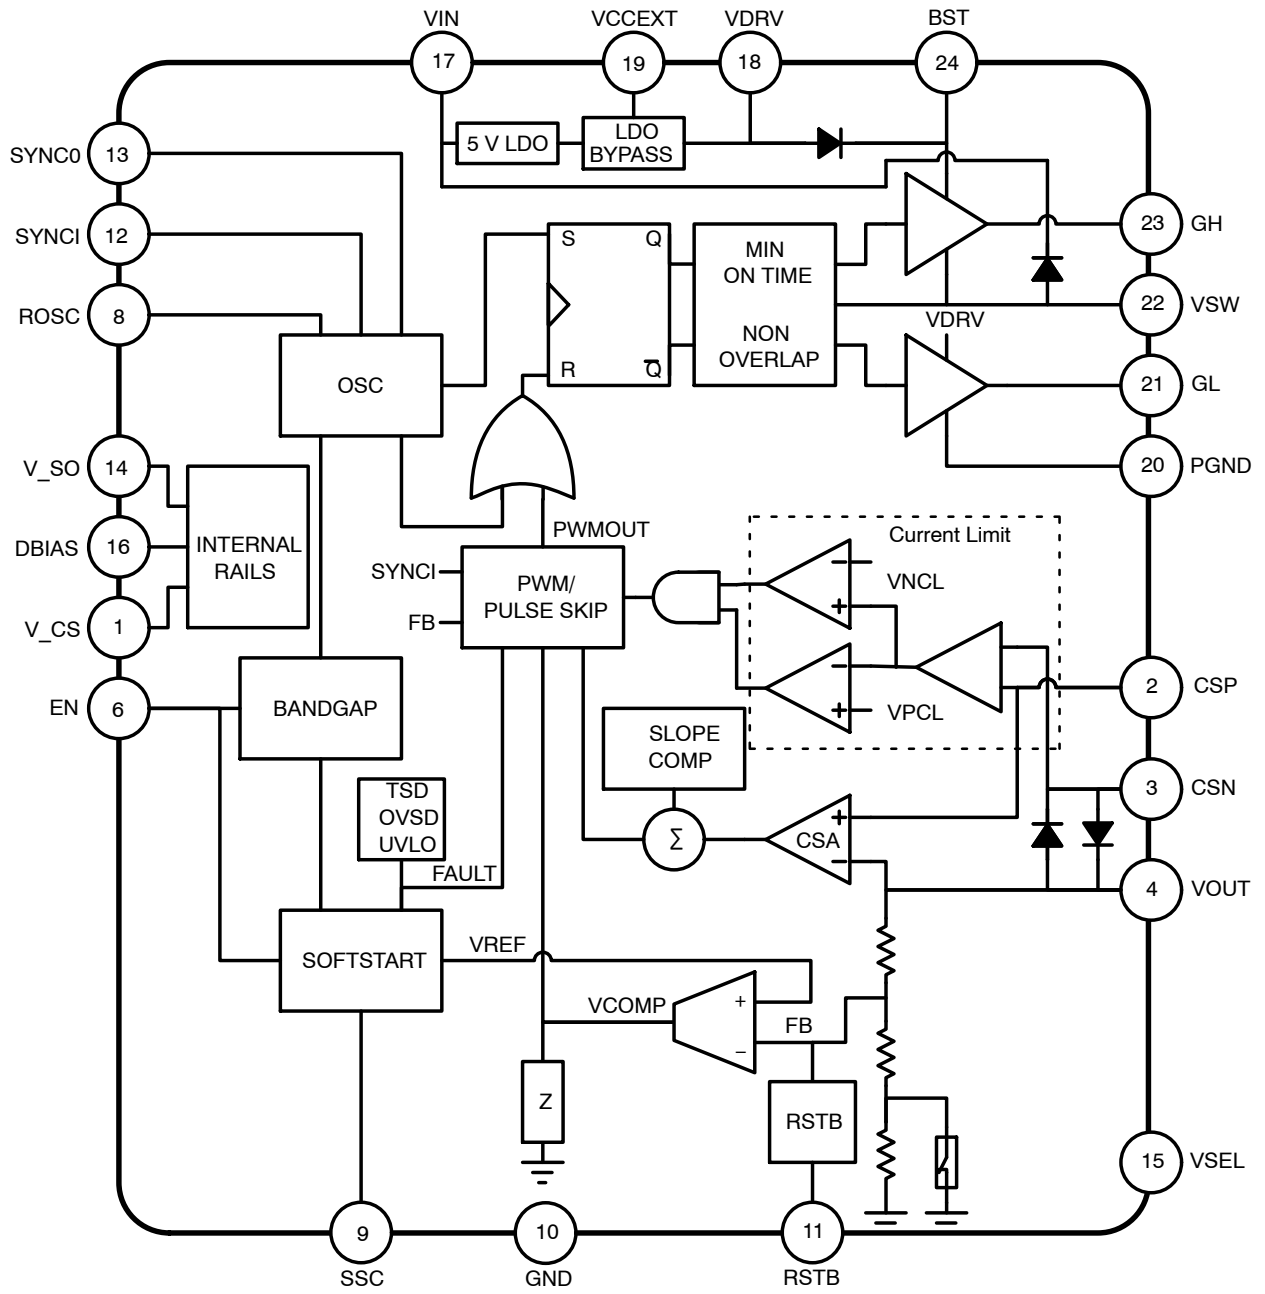 VIN
VCCEXT
VDRV
BST
17
19
18
24
5 V LDO
LDO
BYPASS
SYNC0
13
SYNCI
12
ROSC
8
S
Q
R
Q̅
MIN
ON TIME
NON
OVERLAP
23
GH
22
VSW
VDRV
21
GL
20
PGND
OSC
V_SO
14
DBIAS
16
V_CS
1
INTERNAL
RAILS
EN
6
PWMOUT
SYNCI
FB
PWM/
PULSE SKIP
Current Limit
VNCL
VPCL
−
+
−
+
2
CSP
3
CSN
4
VOUT
BANDGAP
SLOPE
COMP
TSD
OVSD
UVLO
FAULT
Σ
CSA
+
−
SOFTSTART
VREF
VCOMP
+
−
FB
Z
RSTB
15
VSEL
9
SSC
10
GND
11
RSTB